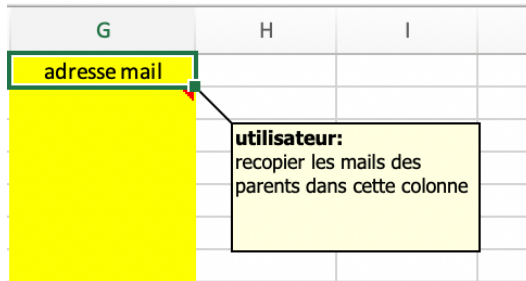 G H I
adresse mail
utilisateur:
recopier les mails des
parents dans cette colonne